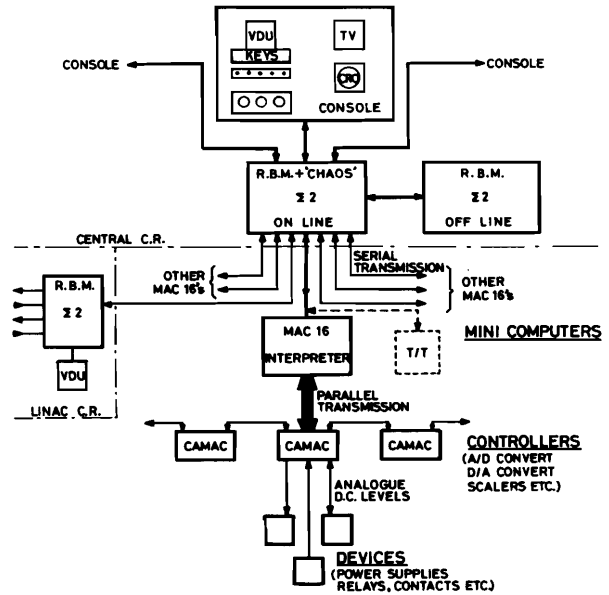 VDU
TV
KEYS
CRO
CONSOLE
CONSOLE
CONSOLE
R.B.M.+"CHAOS"
Σ 2
ON LINE
R. B. M.
Σ 2
OFF LINE
CENTRAL C.R.
SERIAL
TRANSMISSION
R.B.M.
Σ 2
VDU
LINAC C.R.
OTHER
MAC 16's
OTHER
MAC 16's
MINI COMPUTERS
MAC 16
INTERPRETER
T/T
PARALLEL
TRANSMISSION
CAMAC
CAMAC
CAMAC
CONTROLLERS
(A/D CONVERT
D/A CONVERT
SCALERS ETC.)
ANALOGUE
D.C. LEVELS
DEVICES
(POWER SUPPLIES
RELAYS, CONTACTS ETC.)